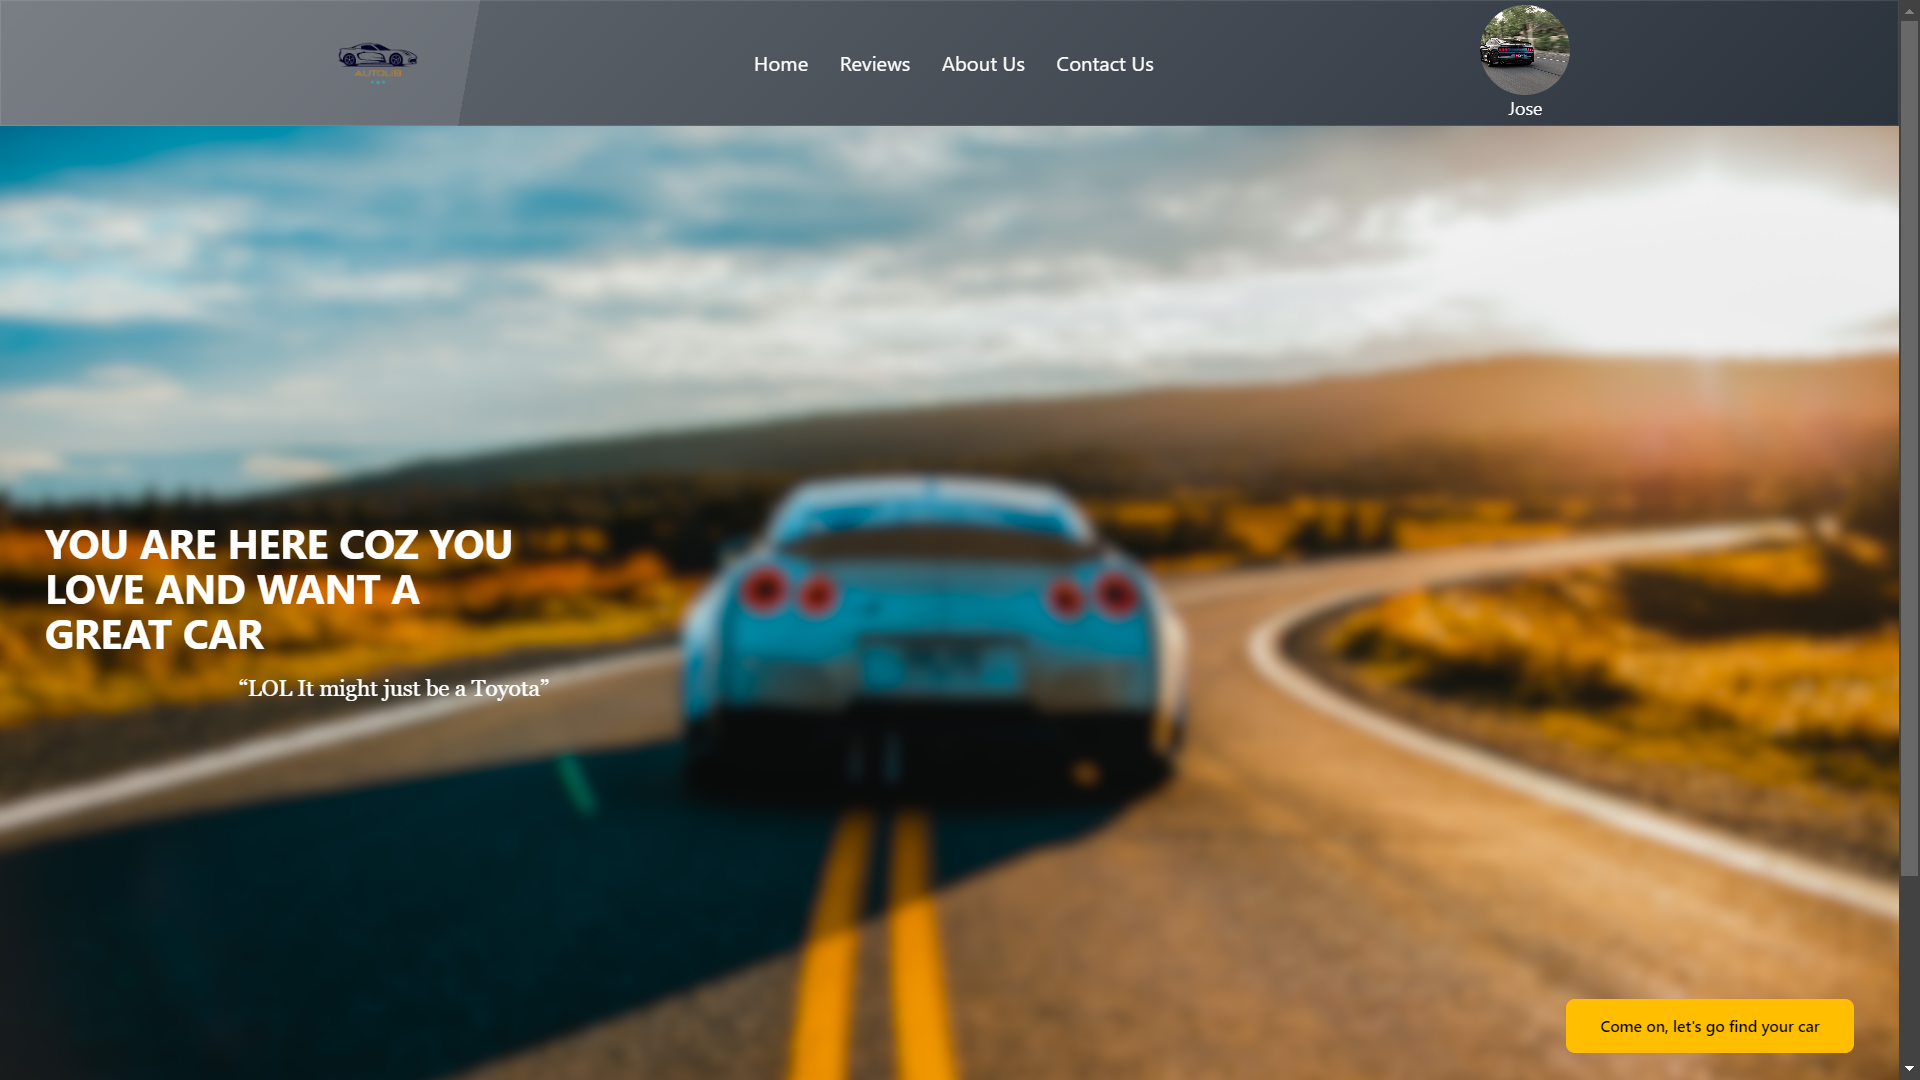 AUTOLIB
Home
Reviews
About Us
Contact Us
Jose
YOU ARE HERE COZ YOU
LOVE AND WANT A
GREAT CAR
“LOL It might just be a Toyota”
Come on, let's go find your car